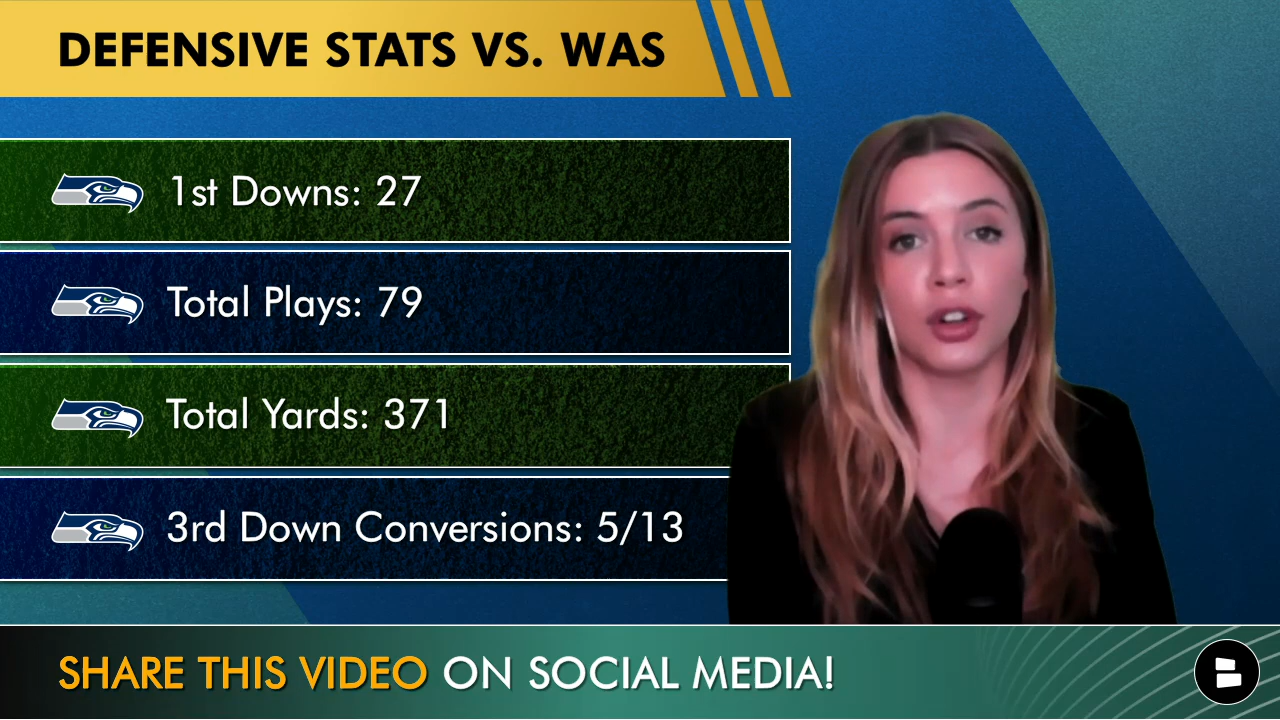 DEFENSIVE STATS VS. WAS
1st Downs: 27
Total Plays: 79
Total Yards: 371
3rd Down Conversions: 5/13
SHARE THIS VIDEO ON SOCIAL MEDIA!